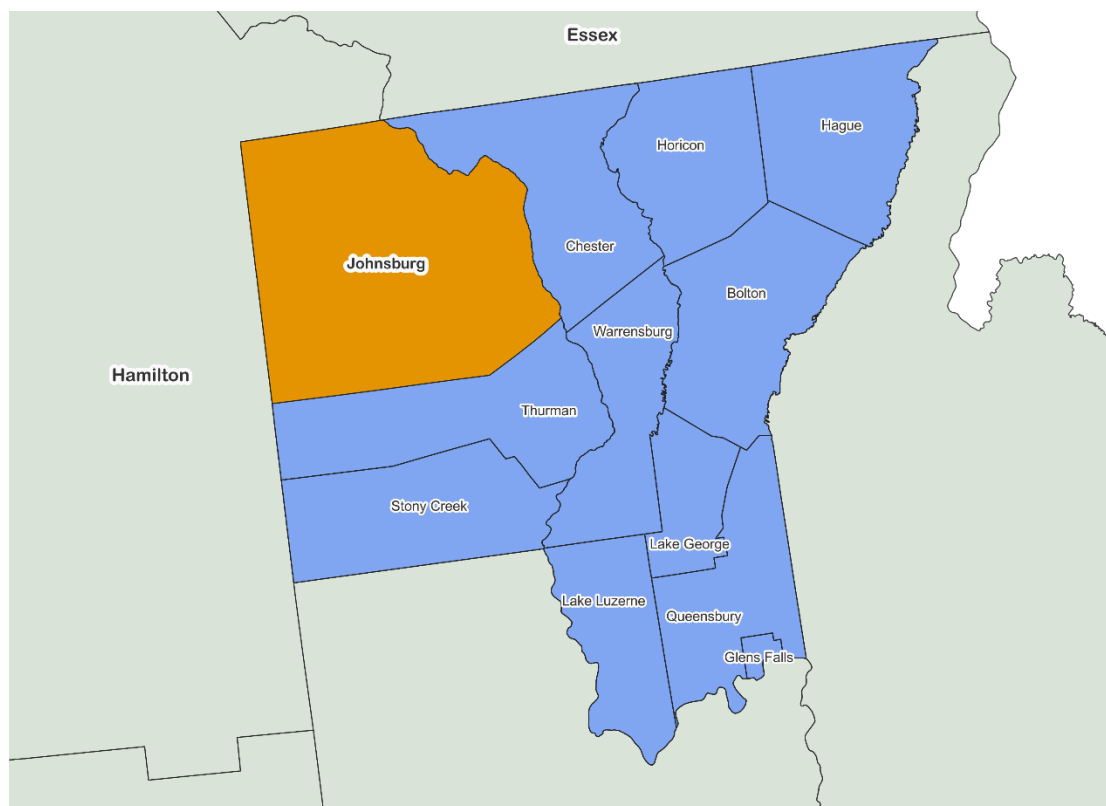 Essex
Hague
Horicon
Chester
Johnsburg
Bolton
Warrensburg
Hamilton
Thurman
Stony Creek
Lake George
Lake Luzerne
Queensbury
Glens Falls